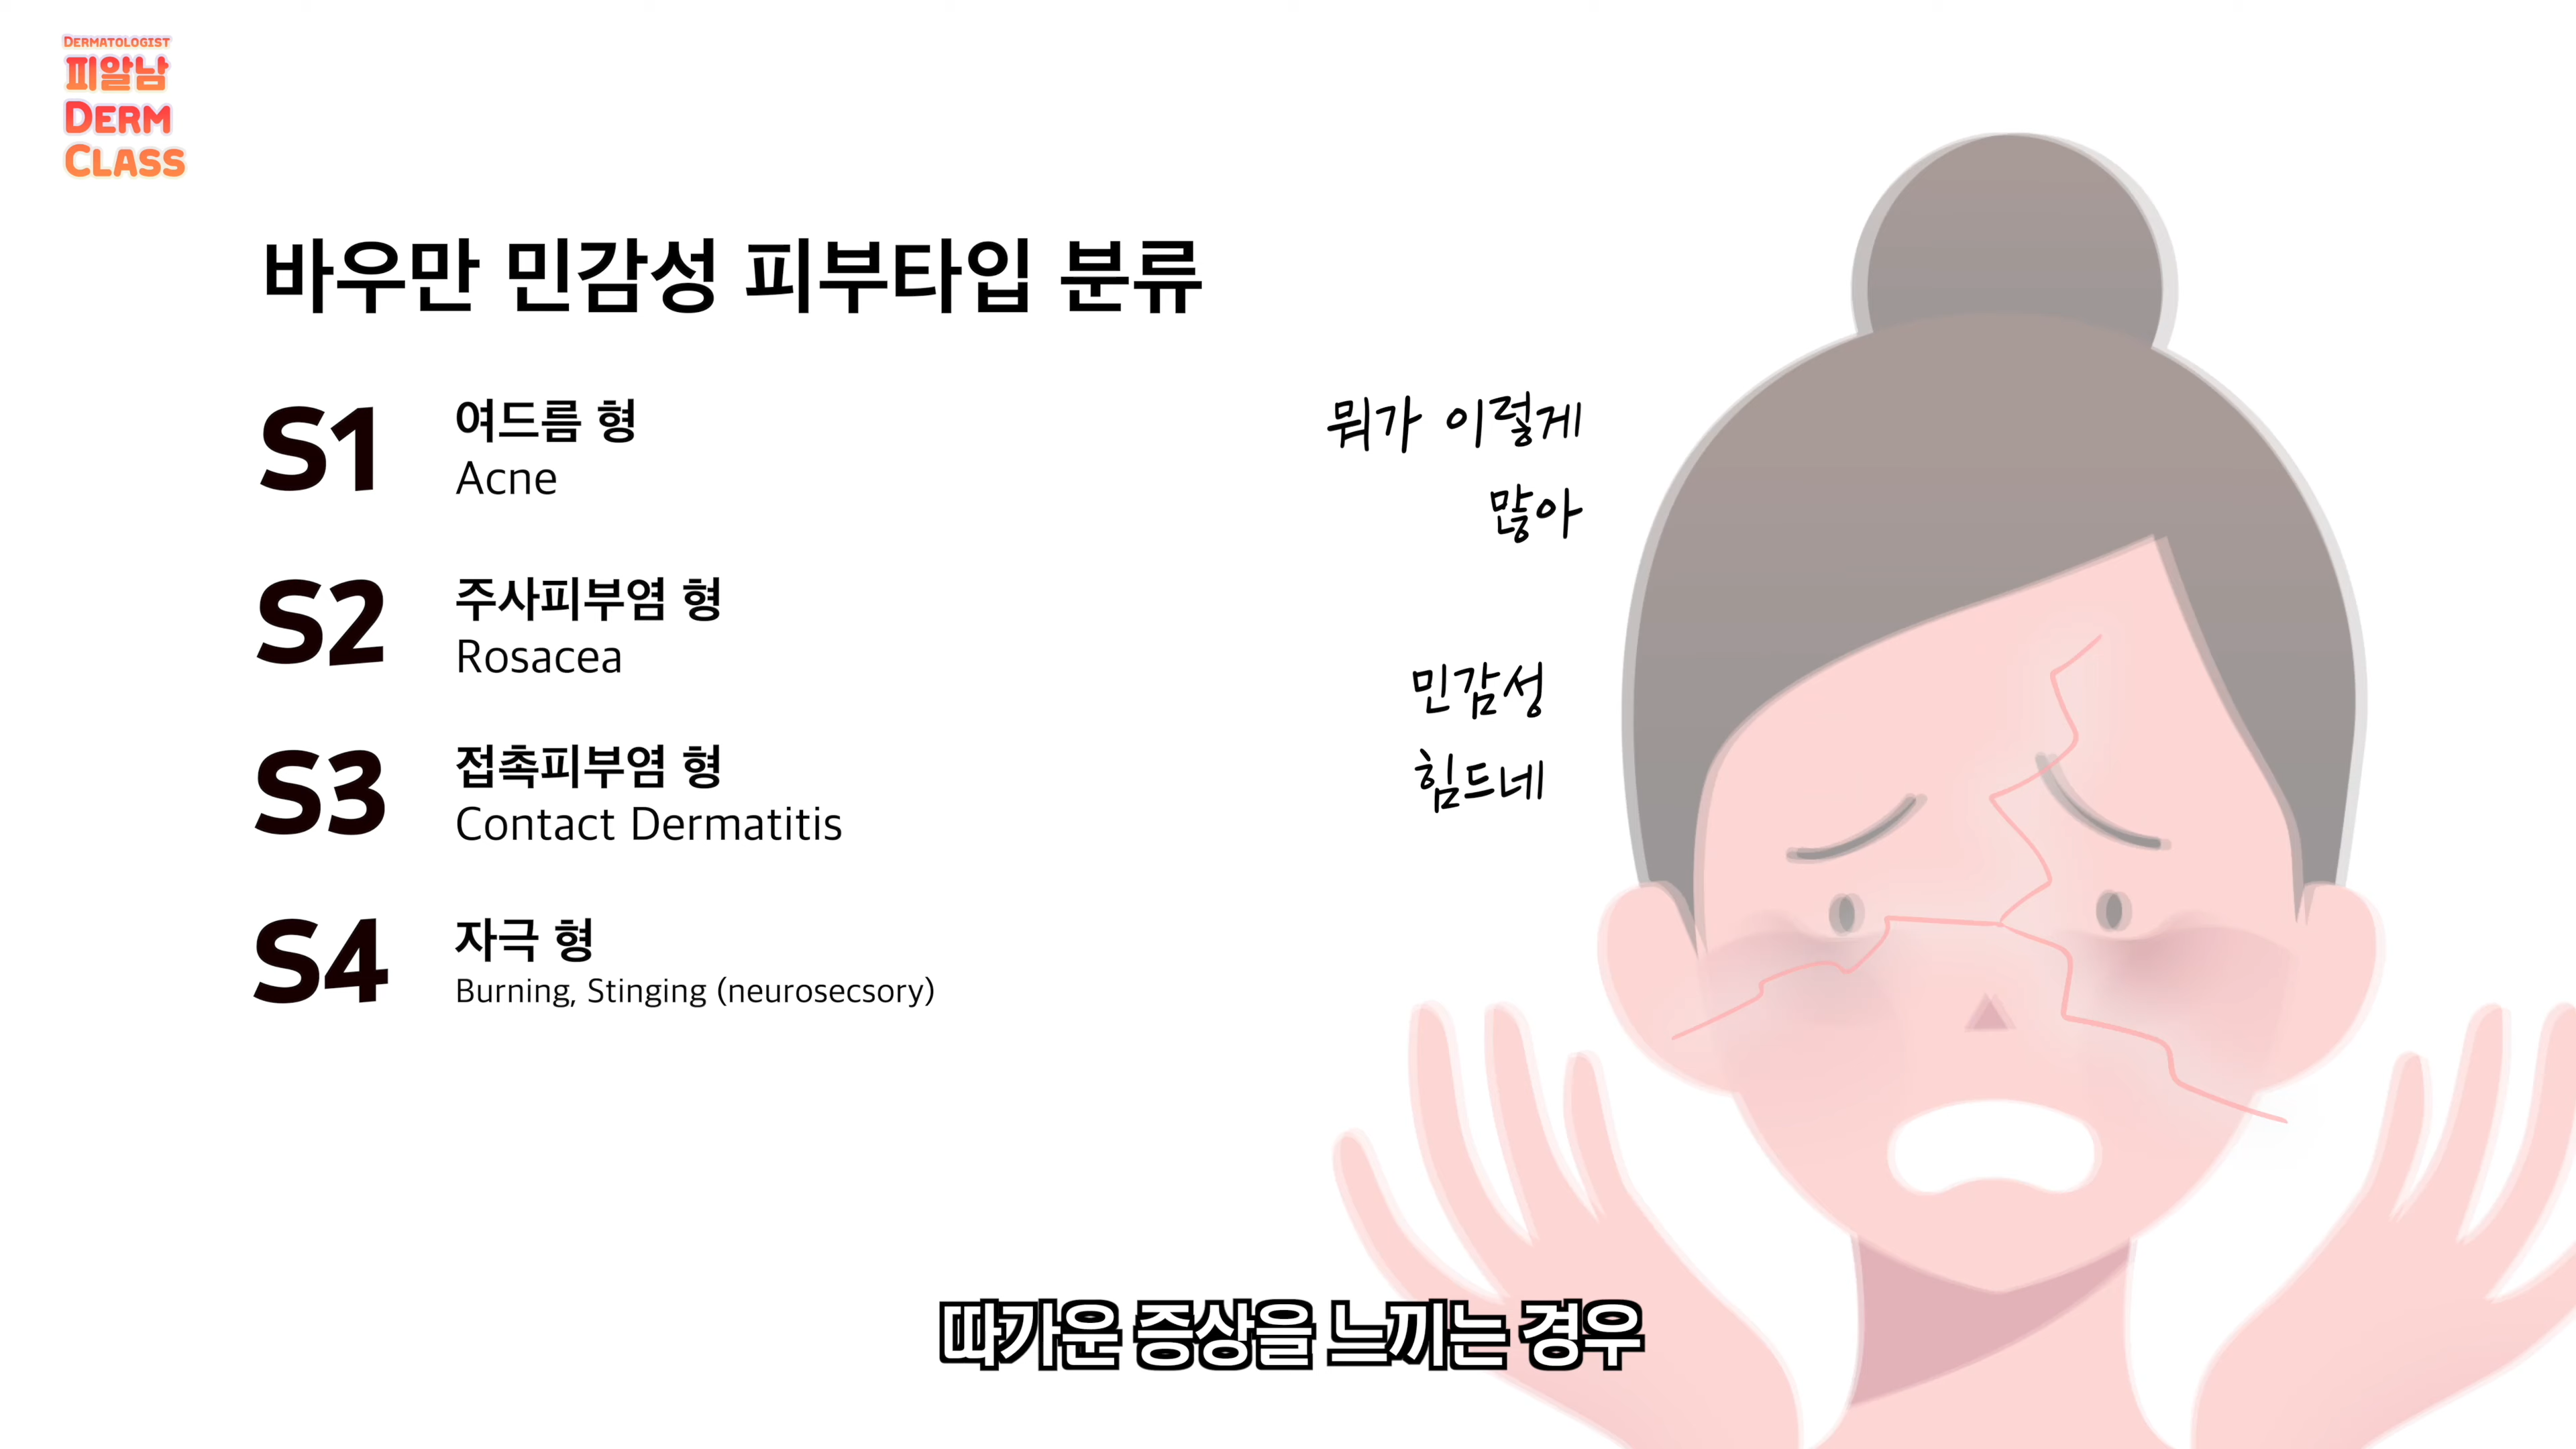 DERMATOLOGIST
피알남
DERM
CLASS
바우만 민감성 피부타입 분류
S1
여드름 형
Acne
S2
주사피부염 형
Rosacea
S3
접촉피부염 형
Contact Dermatitis
S4
자극 형
Burning, Stinging (neurosecsory)
뭐가 이렇게
많아
민감성
힘드네
따가운 증상을 느끼는 경우